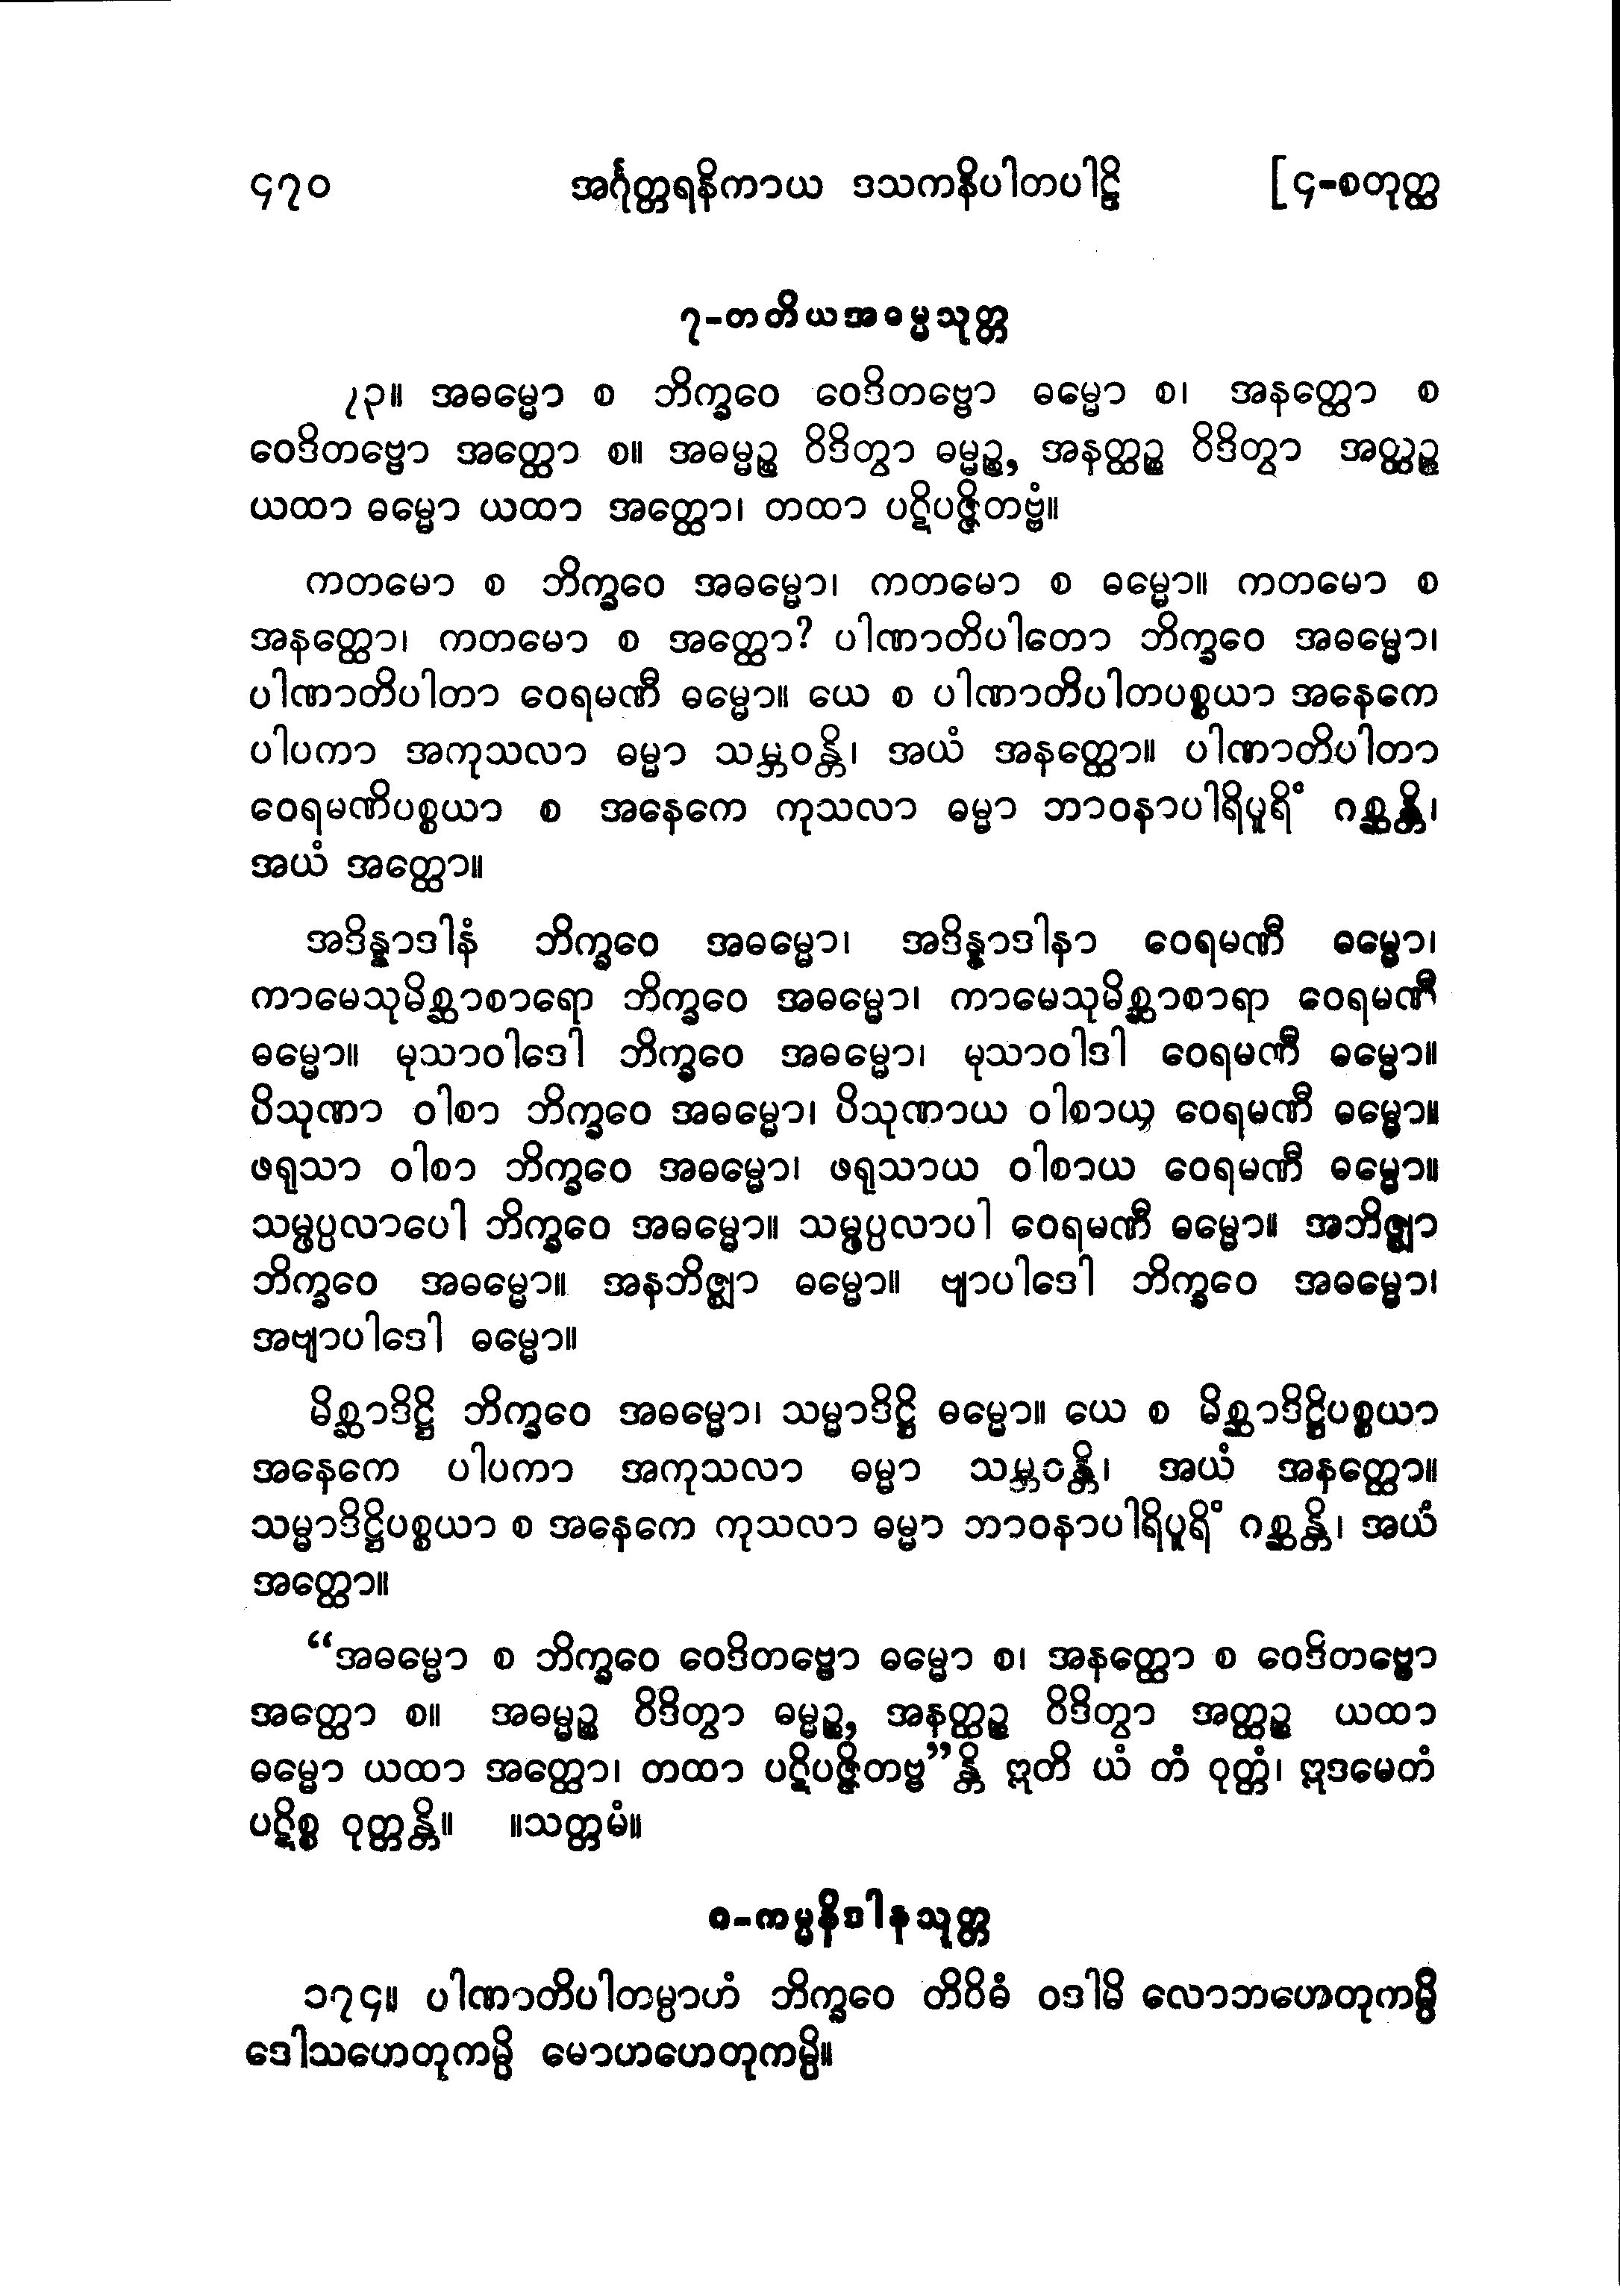 ၄၇၀ အင်္ဂုတ္တရနိကာယ ဒသကနိပါတပါဠိ [၄-စတုတ္ထ
၇-တတိယအဓမ္မသုတ္တ
၇၃။ အဓမ္မော စ ဘိက္ခဝေ ဝေဒိတဗ္ဗော ဓမ္မော စ၊ အနတ္ထော စ
ဝေဒိတဗ္ဗော အတ္ထော စ။ အဓမ္မဉ္စ ဝိဒိတွာ ဓမ္မဉ္စ, အနတ္ထဉ္စ ဝိဒိတွာ အတ္ထဉ္စ
ယထာ ဓမ္မော ယထာ အတ္ထော၊ တထာ ပဋိပဇ္ဇိတဗ္ဗံ။
ကတမော စ ဘိက္ခဝေ အဓမ္မော၊ ကတမော စ ဓမ္မော။ ကတမော စ
အနတ္ထော၊ ကတမော စ အတ္ထော? ပါဏာတိပါတော ဘိက္ခဝေ အဓမ္မော၊
ပါဏာတိပါတာ ဝေရမဏီ ဓမ္မော။ ယေ စ ပါဏာတိပါတပစ္စယာ အနေကေ
ပါပကာ အကုသလာ ဓမ္မာ သမ္ဘဝန္တိ၊ အယံ အနတ္ထော။ ပါဏာတိပါတာ
ဝေရမဏိပစ္စယာ စ အနေကေ ကုသလာ ဓမ္မာ ဘာဝနာပါရိပူရိံ ဂစ္ဆန္တိ၊
အယံ အတ္ထော။
အဒိန္နာဒါနံ ဘိက္ခဝေ အဓမ္မော၊ အဒိန္နာဒါနာ ဝေရမဏီ ဓမ္မော၊
ကာမေသုမိစ္ဆာစာရော ဘိက္ခဝေ အဓမ္မော၊ ကာမေသုမိစ္ဆာစာရာ ဝေရမဏီ
ဓမ္မော။ မုသာဝါဒေါ ဘိက္ခဝေ အဓမ္မော၊ မုသာဝါဒါ ဝေရမဏီ ဓမ္မော။
ပိသုဏာ ဝါစာ ဘိက္ခဝေ အဓမ္မော၊ ပိသုဏာယ ဝါစာယ ဝေရမဏီ ဓမ္မော။
ဖရုသာ ဝါစာ ဘိက္ခဝေ အဓမ္မော၊ ဖရုသာယ ဝါစာယ ဝေရမဏီ ဓမ္မော။
သမ္ဖပ္ပလာပေါ ဘိက္ခဝေ အဓမ္မော။ သမ္ဖပ္ပလာပါ ဝေရမဏီ ဓမ္မော။ အဘိဇ္ဈာ
ဘိက္ခဝေ အဓမ္မော။ အနဘိဇ္ဈာ ဓမ္မော။ ဗျာပါဒေါ ဘိက္ခဝေ အဓမ္မော၊
အဗျာပါဒေါ ဓမ္မော။
မိစ္ဆာဒိဋ္ဌိ ဘိက္ခဝေ အဓမ္မော၊ သမ္မာဒိဋ္ဌိ ဓမ္မော။ ယေ စ မိစ္ဆာဒိဋ္ဌိပစ္စယာ
အနေကေ ပါပကာ အကုသလာ ဓမ္မာ သမ္ဘဝန္တိ၊ အယံ အနတ္ထော။
သမ္မာဒိဋ္ဌိပစ္စယာ စ အနေကေ ကုသလာ ဓမ္မာ ဘာဝနာပါရိပူရိံ ဂစ္ဆန္တိ၊ အယံ
အတ္ထော။
“အဓမ္မော စ ဘိက္ခဝေ ဝေဒိတဗ္ဗော ဓမ္မော စ၊ အနတ္ထော စ ဝေဒိတဗ္ဗော
အတ္ထော စ။ အဓမ္မဉ္စ ဝိဒိတွာ ဓမ္မဉ္စ, အနတ္ထဉ္စ ဝိဒိတွာ အတ္ထဉ္စ ယထာ
ဓမ္မော ယထာ အတ္ထော၊ တထာ ပဋိပဇ္ဇိတဗ္ဗ”န္တိ ဣတိ ယံ တံ ဝုတ္တံ၊ ဣဒမေတံ
ပဋိစ္စ ဝုတ္တန္တိ။ ။သတ္တမံ။
၈-ကမ္မနိဒါနသုတ္တ
၁၇၄။ ပါဏာတိပါတမ္ပာဟံ ဘိက္ခဝေ တိဝိဓံ ဝဒါမိ လောဘဟေတုကမ္ပိ
ဒေါသဟေတုကမ္ပိ မောဟဟေတုကမ္ပိ။